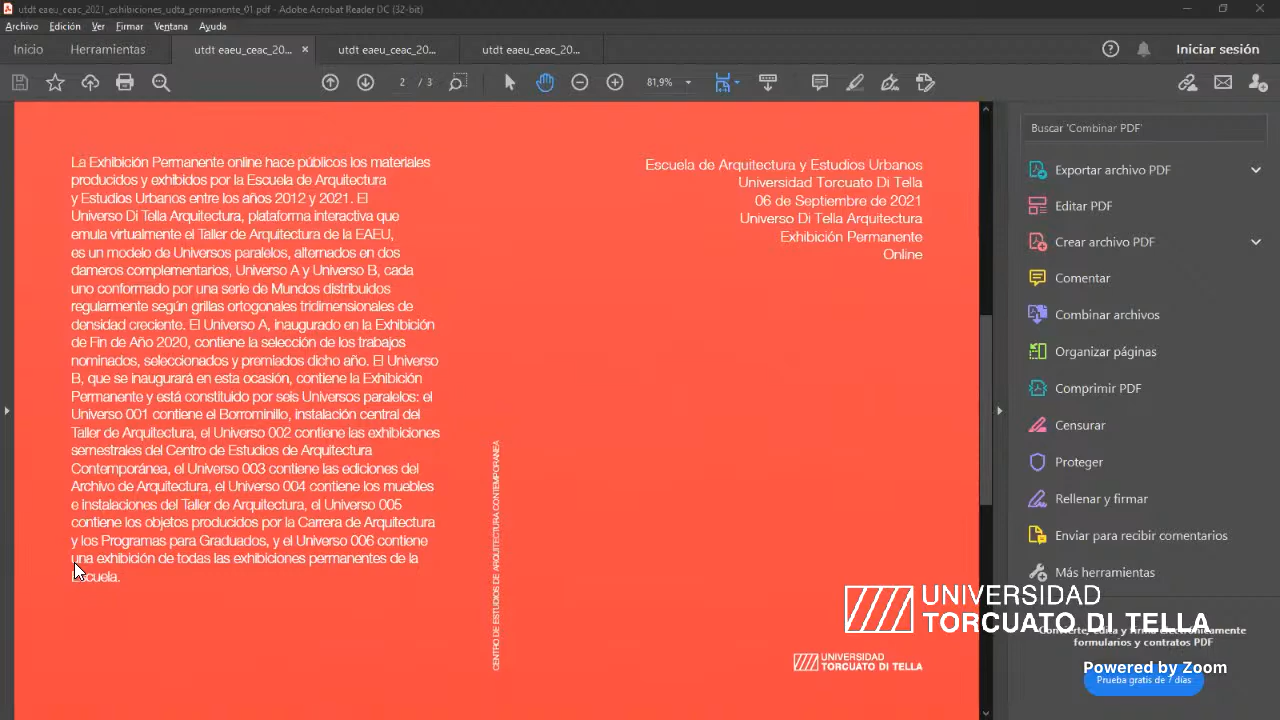 utdt eaeu_ceac_2021_exhibiciones_udta_permanente_01.pdf - Adobe Acrobat Reader DC (32-bit)
Archivo Edición Ver Firmar Ventana Ayuda
Inicio Herramientas utdt eaeu_ceac_20... × utdt eaeu_ceac_20... utdt eaeu_ceac_20... Iniciar sesión
2 / 3 81,9%
La Exhibición Permanente online hace públicos los materiales
producidos y exhibidos por la Escuela de Arquitectura
y Estudios Urbanos entre los años 2012 y 2021. El
Universo Di Tella Arquitectura, plataforma interactiva que
emula virtualmente el Taller de Arquitectura de la EAEU,
es un modelo de Universos paralelos, alternados en dos
dameros complementarios, Universo A y Universo B, cada
uno conformado por una serie de Mundos distribuidos
regularmente según grillas ortogonales tridimensionales de
densidad creciente. El Universo A, inaugurado en la Exhibición
de Fin de Año 2020, contiene la selección de los trabajos
nominados, seleccionados y premiados dicho año. El Universo
B, que se inaugurará en esta ocasión, contiene la Exhibición
Permanente y está constituido por seis Universos paralelos: el
Universo 001 contiene el Borrominillo, instalación central del
Taller de Arquitectura, el Universo 002 contiene las exhibiciones
semestrales del Centro de Estudios de Arquitectura
Contemporánea, el Universo 003 contiene las ediciones del
Archivo de Arquitectura, el Universo 004 contiene los muebles
e instalaciones del Taller de Arquitectura, el Universo 005
contiene los objetos producidos por la Carrera de Arquitectura
y los Programas para Graduados, y el Universo 006 contiene
una exhibición de todas las exhibiciones permanentes de la
Escuela.
CENTRO DE ESTUDIOS DE ARQUITECTURA CONTEMPORÁNEA
Escuela de Arquitectura y Estudios Urbanos
Universidad Torcuato Di Tella
06 de Septiembre de 2021
Universo Di Tella Arquitectura
Exhibición Permanente
Online
UNIVERSIDAD
TORCUATO DI TELLA
Buscar 'Combinar PDF'
Exportar archivo PDF
Editar PDF
Crear archivo PDF
Comentar
Combinar archivos
Organizar páginas
Comprimir PDF
Censurar
Proteger
Rellenar y firmar
Enviar para recibir comentarios
Más herramientas
UNIVERSIDAD
TORCUATO DI TELLA
Convierte, edita y firma electrónicamente
formularios y contratos PDF
Powered by Zoom
Prueba gratis de 7 días